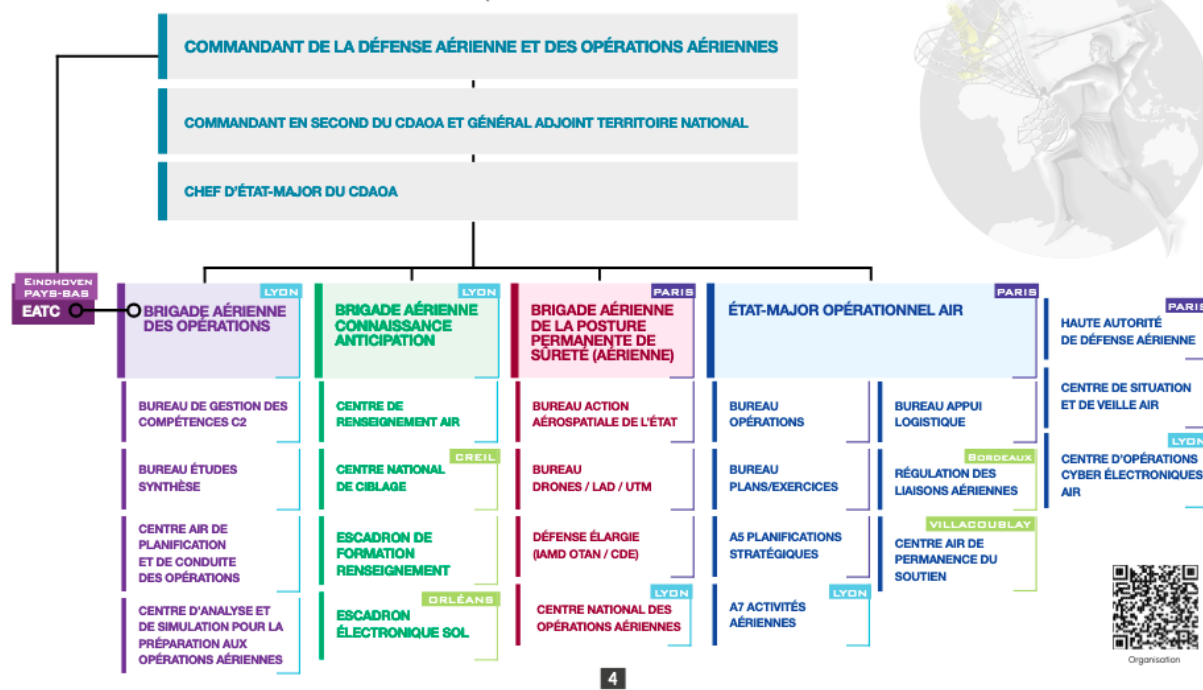 COMMANDANT DE LA DÉFENSE AÉRIENNE ET DES OPÉRATIONS AÉRIENNES
COMMANDANT EN SECOND DU CDAOA ET GÉNÉRAL ADJOINT TERRITOIRE NATIONAL
CHEF D'ÉTAT-MAJOR DU CDAOA
EINDHOVEN
PAYS-BAS
EATC
LYON
BRIGADE AÉRIENNE
DES OPÉRATIONS
BUREAU DE GESTION DES
COMPÉTENCES C2
BUREAU ÉTUDES
SYNTHÈSE
CENTRE AIR DE
PLANIFICATION
ET DE CONDUITE
DES OPÉRATIONS
CENTRE D'ANALYSE ET
DE SIMULATION POUR LA
PRÉPARATION AUX
OPÉRATIONS AÉRIENNES
LYON
BRIGADE AÉRIENNE
CONNAISSANCE
ANTICIPATION
CENTRE DE
RENSEIGNEMENT AIR
CREIL
CENTRE NATIONAL
DE CIBLAGE
ESCADRON DE
FORMATION
RENSEIGNEMENT
ORLÉANS
ESCADRON
ÉLECTRONIQUE SOL
PARIS
BRIGADE AÉRIENNE
DE LA POSTURE
PERMANENTE DE
SÛRETÉ (AÉRIENNE)
BUREAU ACTION
AÉROSPATIALE DE L'ÉTAT
BUREAU
DRONES / LAD / UTM
DÉFENSE ÉLARGIE
(IAMD OTAN / CDE)
LYON
CENTRE NATIONAL DES
OPÉRATIONS AÉRIENNES
PARIS
ÉTAT-MAJOR OPÉRATIONNEL AIR
BUREAU
OPÉRATIONS
BUREAU
PLANS/EXERCICES
A5 PLANIFICATIONS
STRATÉGIQUES
LYON
A7 ACTIVITÉS
AÉRIENNES
BUREAU APPUI
LOGISTIQUE
BORDEAUX
RÉGULATION DES
LIAISONS AÉRIENNES
VILLACOUBLAY
CENTRE AIR DE
PERMANENCE DU
SOUTIEN
PARIS
HAUTE AUTORITÉ
DE DÉFENSE AÉRIENNE
CENTRE DE SITUATION
ET DE VEILLE AIR
LYON
CENTRE D'OPÉRATIONS
CYBER ÉLECTRONIQUES
AIR
Organisation
4